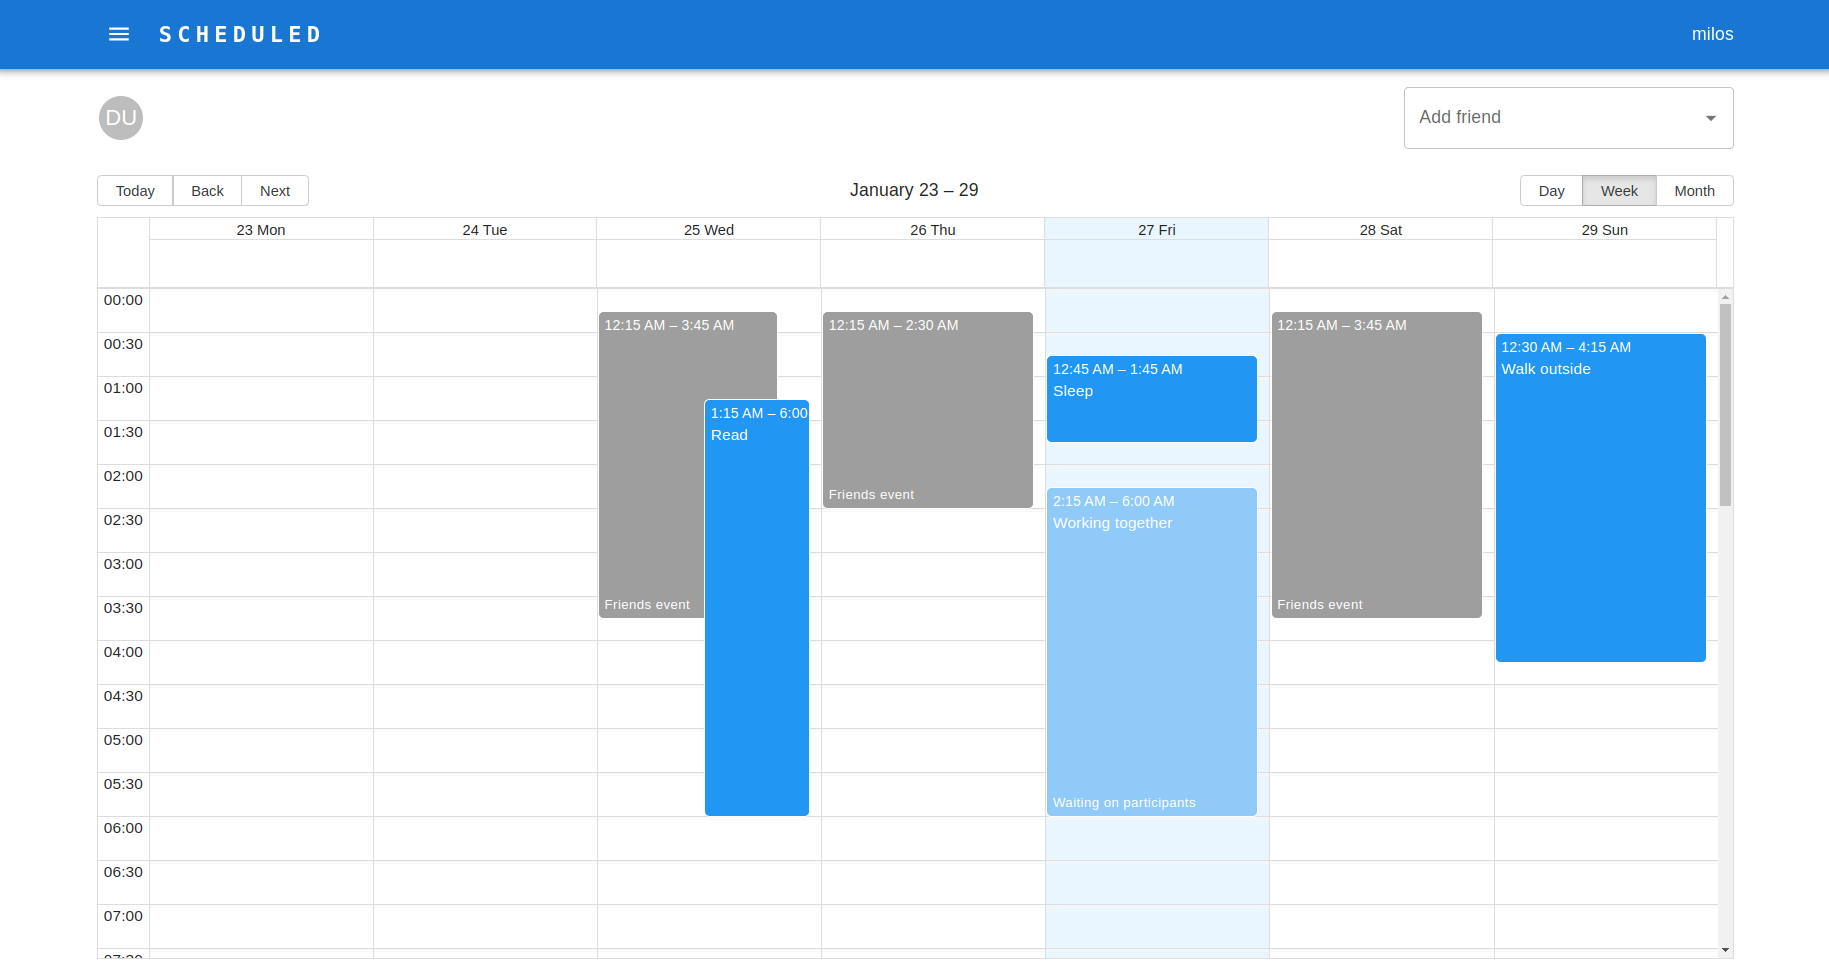 SCHEDULED
milos
DU
Add friend
Today Back Next
January 23 – 29
Day Week Month
23 Mon
24 Tue
25 Wed
26 Thu
27 Fri
28 Sat
29 Sun
00:00
00:30
01:00
01:30
02:00
02:30
03:00
03:30
04:00
04:30
05:00
05:30
06:00
06:30
07:00
07:30
12:15 AM – 3:45 AM
Friends event
1:15 AM – 6:00
Read
12:15 AM – 2:30 AM
Friends event
12:45 AM – 1:45 AM
Sleep
2:15 AM – 6:00 AM
Working together
Waiting on participants
12:15 AM – 3:45 AM
Friends event
12:30 AM – 4:15 AM
Walk outside